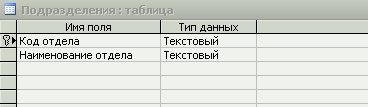 Подразделения : таблица
Имя поля Тип данных
Код отдела Текстовый
Наименование отдела Текстовый